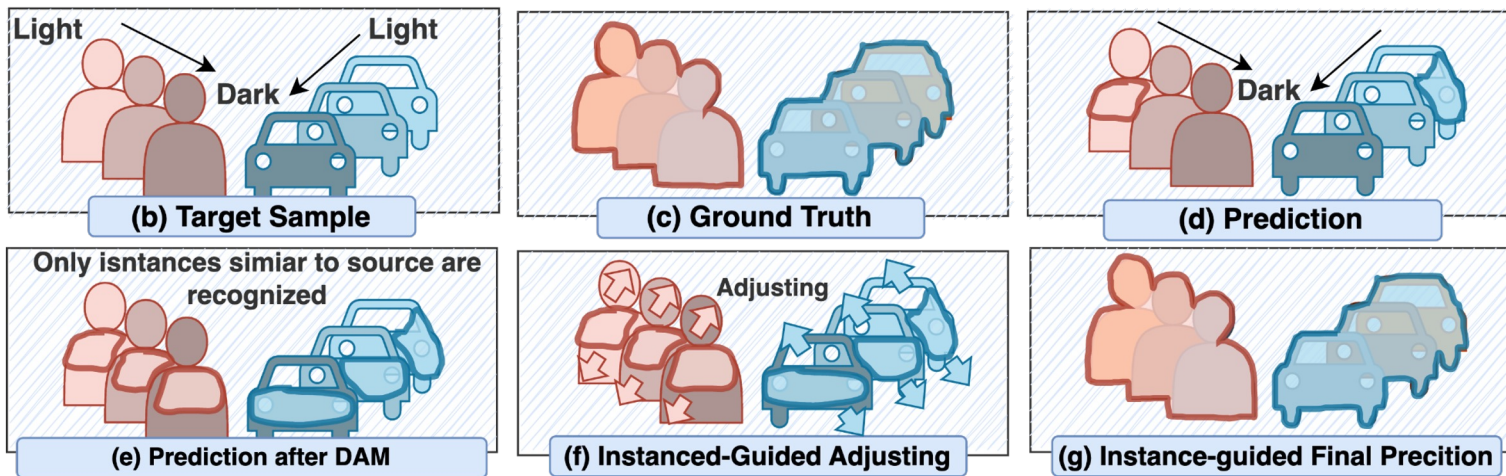 Light
Light
Dark
(b) Target Sample
(c) Ground Truth
Dark
(d) Prediction
Only isntances simiar to source are
recognized
(e) Prediction after DAM
Adjusting
(f) Instanced-Guided Adjusting
(g) Instance-guided Final Precition